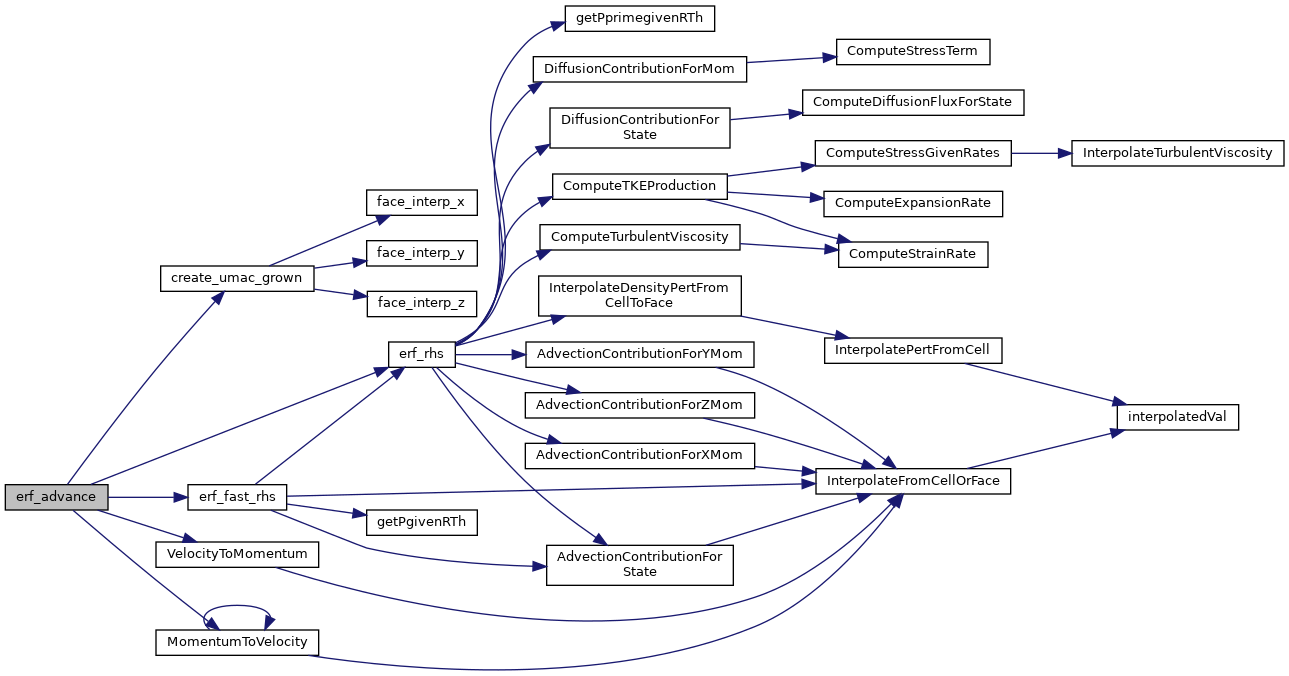 getPprimegivenRTh
DiffusionContributionForMom
ComputeStressTerm
ComputeDiffusionFluxForState
DiffusionContributionFor
State
ComputeStressGivenRates
InterpolateTurbulentViscosity
ComputeTKEProduction
face_interp_x
ComputeExpansionRate
ComputeTurbulentViscosity
face_interp_y
ComputeStrainRate
create_umac_grown
InterpolateDensityPertFrom
CellToFace
face_interp_z
erf_rhs
AdvectionContributionForYMom
InterpolatePertFromCell
AdvectionContributionForZMom
interpolatedVal
AdvectionContributionForXMom
InterpolateFromCellOrFace
erf_advance
erf_fast_rhs
getPgivenRTh
VelocityToMomentum
AdvectionContributionFor
State
MomentumToVelocity